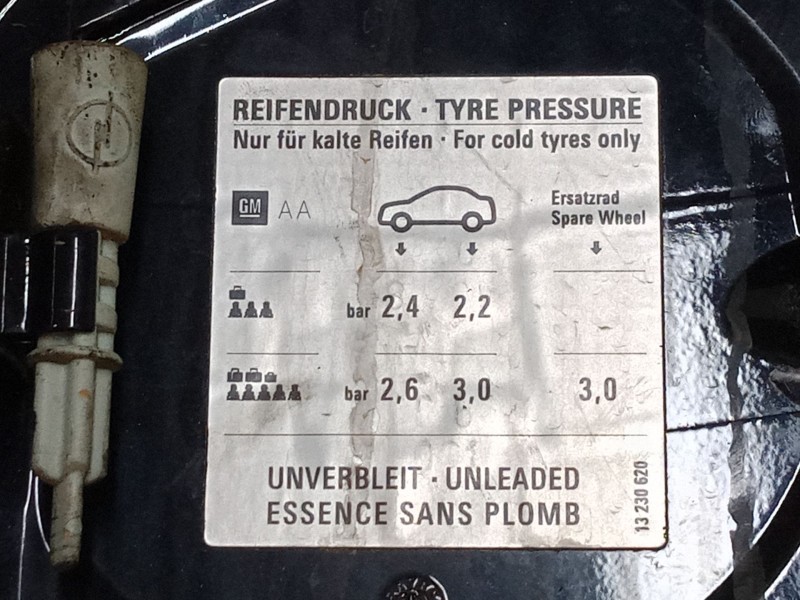 REIFENDRUCK · TYRE PRESSURE
Nur für kalte Reifen · For cold tyres only
GM AA
Ersatzrad
Spare Wheel
bar 2,4 2,2
bar 2,6 3,0 3,0
UNVERBLEIT · UNLEADED
ESSENCE SANS PLOMB
13 230 620